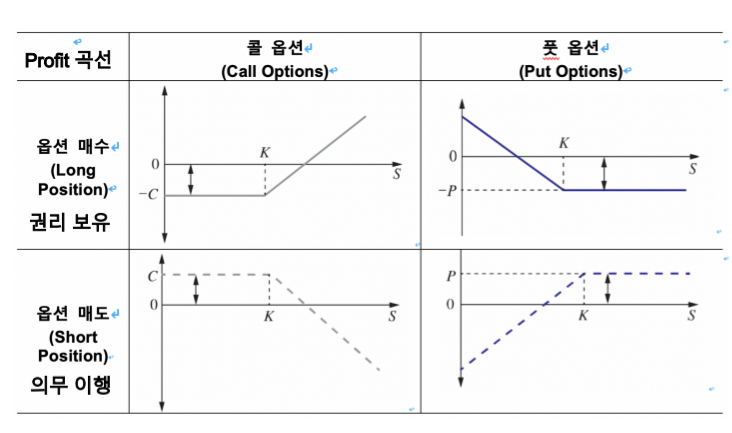 Profit 곡선
콜 옵션
(Call Options)
풋 옵션
(Put Options)
옵션 매수
(Long
Position)
권리 보유
0
K
S
−C
K
0
S
−P
옵션 매도
(Short
Position)
의무 이행
C
0
K
S
P
0
K
S